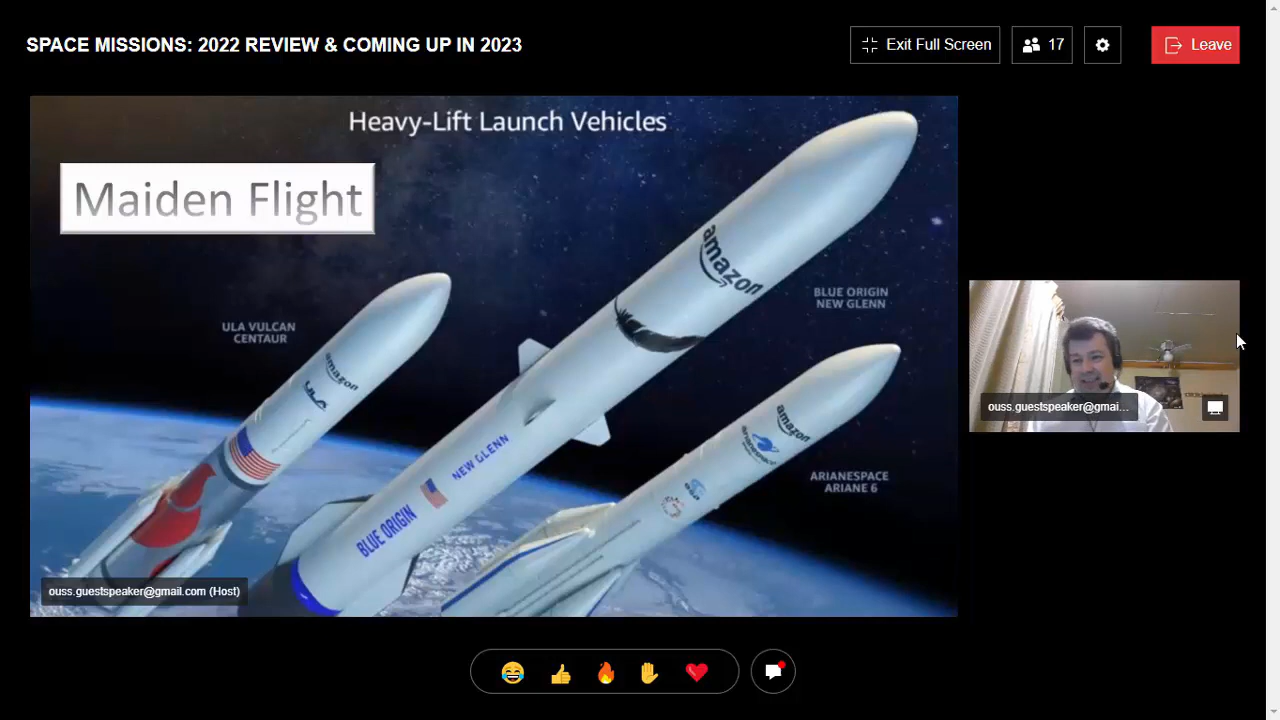 SPACE MISSIONS: 2022 REVIEW & COMING UP IN 2023
Exit Full Screen
17
Leave
Heavy-Lift Launch Vehicles
Maiden Flight
amazon
BLUE ORIGIN
NEW GLENN
ULA VULCAN
CENTAUR
amazon
ULA
amazon
arianespace
NEW GLENN
BLUE ORIGIN
ARIANESPACE
ARIANE 6
ouss.guestspeaker@gmai...
ouss.guestspeaker@gmail.com (Host)